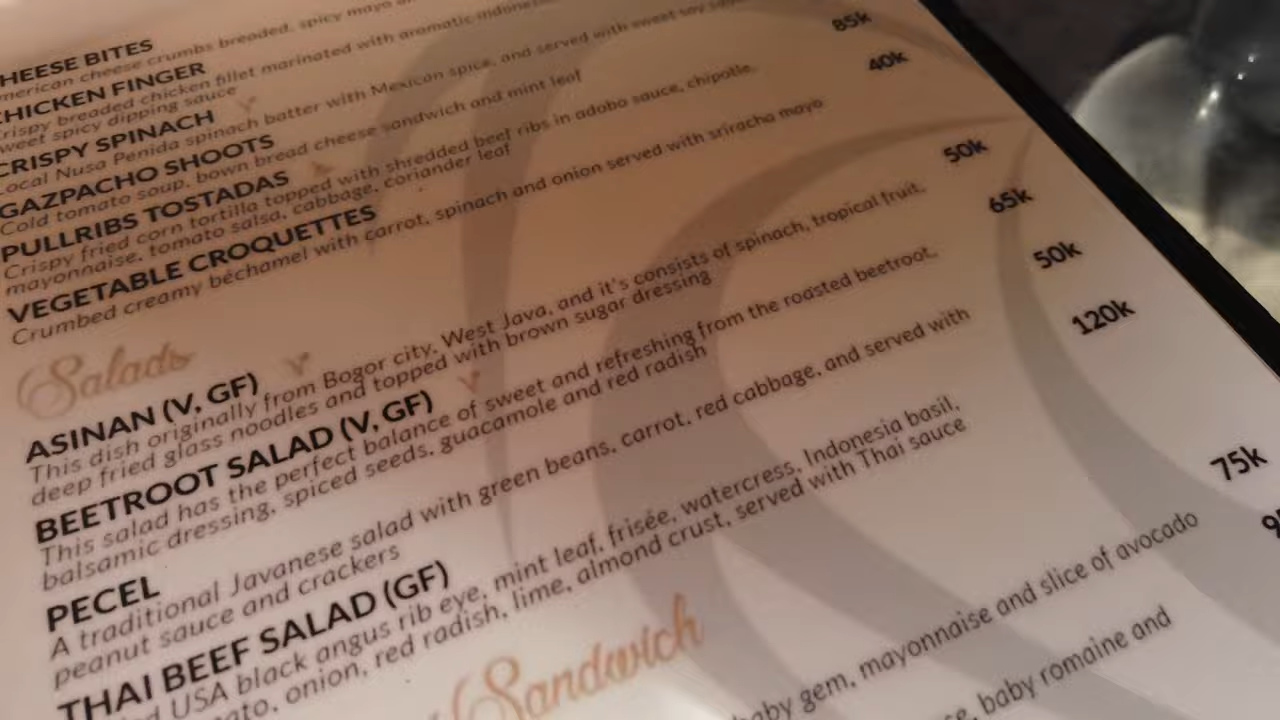 HEESE BITES
merican cheese crumbs breaded, spicy mayo
CHICKEN FINGER
Crispy breaded chicken fillet marinated with aromatic
sweet spicy dipping sauce
CRISPY SPINACH
Local Nusa Penida spinach batter with Mexican spice, and served with sweet soy
85k
GAZPACHO SHOOTS
Cold tomato soup, bown bread cheese sandwich and mint leaf
40k
PULLRIBS TOSTADAS
Crispy fried corn tortilla topped with shredded beef ribs in adobo sauce, chipotle,
mayonnaise, tomato salsa, cabbage, coriander leaf
VEGETABLE CROQUETTES
Crumbed creamy béchamel with carrot, spinach and onion served with sriracha mayo
Salads
ASINAN (V, GF) 50k
This dish originally from Bogor city, West Java, and it's consists of spinach, tropical fruit,
deep fried glass noodles and topped with brown sugar dressing
BEETROOT SALAD (V, GF) 65k
This salad has the perfect balance of sweet and refreshing from the roasted beetroot,
balsamic dressing, spiced seeds, guacamole and red radish
PECEL 50k
A traditional Javanese salad with green beans, carrot, red cabbage, and served with
peanut sauce and crackers
THAI BEEF SALAD (GF) 120k
USA black angus rib eye, mint leaf, frisée, watercress, Indonesia basil,
onion, red radish, lime, almond crust, served with Thai sauce
Sandwich
75k
baby gem, mayonnaise and slice of avocado
baby romaine and